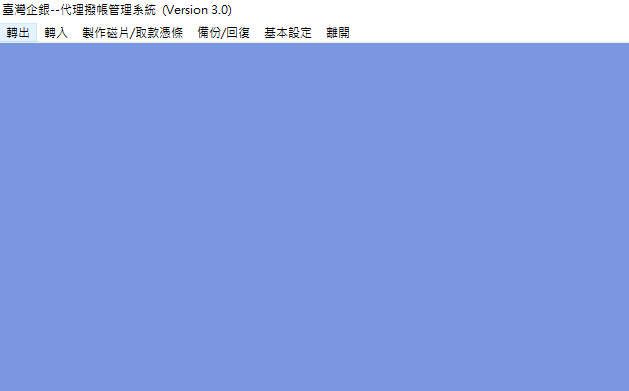 臺灣企銀--代理撥帳管理系統 (Version 3.0)
轉出 轉入 製作磁片/取款憑條 備份/回復 基本設定 離開